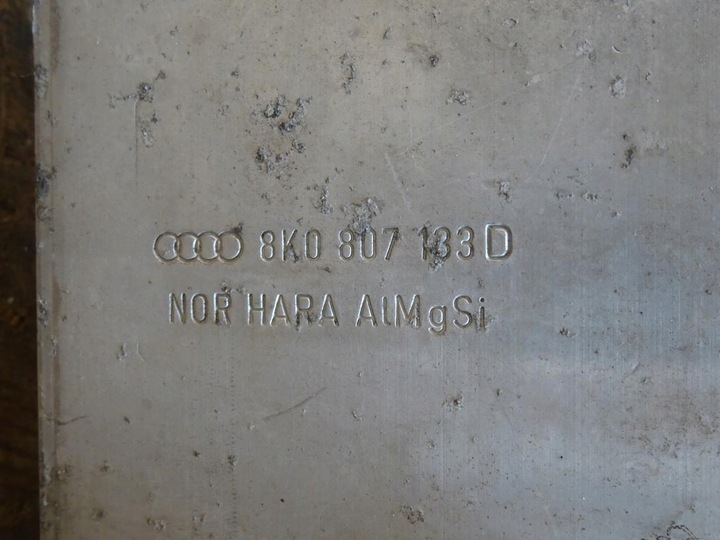 8K0 807 133 D
NOR HARA AlMgSi